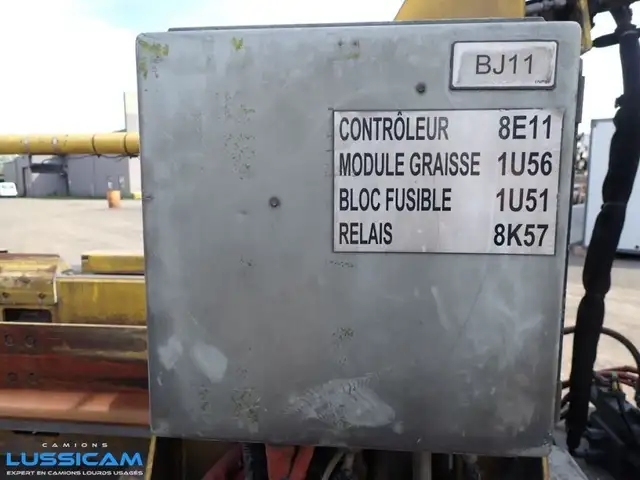 BJ11
CONTRÔLEUR 8E11
MODULE GRAISSE 1U56
BLOC FUSIBLE 1U51
RELAIS 8K57
CAMIONS
LUSSICAM
EXPERT EN CAMIONS LOURDS USAGÉS